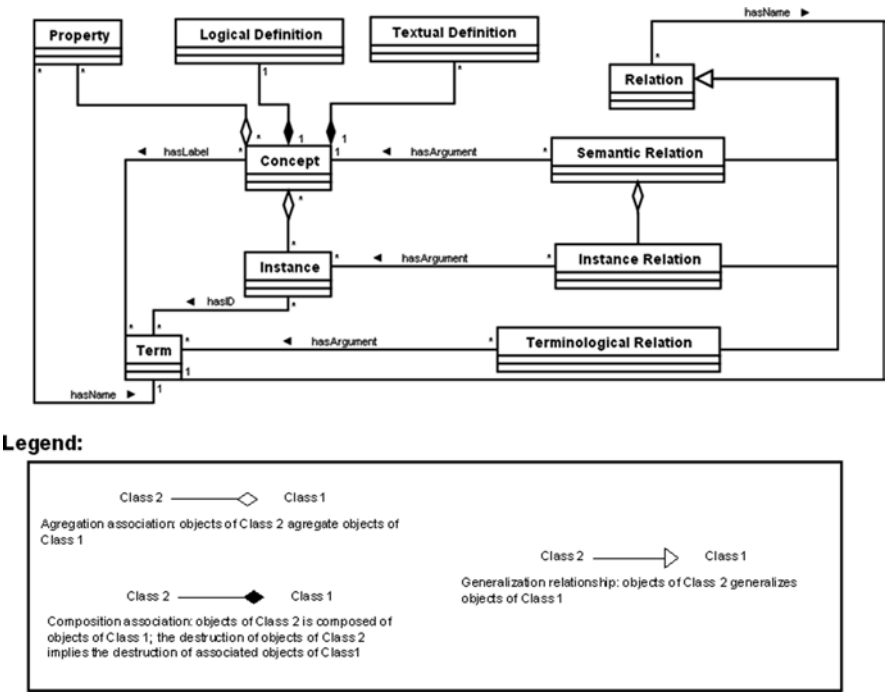 hasName ►
Property
Logical Definition
Textual Definition
Relation
* * 1 * *
* 1 1
◄ hasLabel * Concept 1 ◄ hasArgument * Semantic Relation
*
*
Instance * ◄ hasArgument * Instance Relation
◄ hasID *
* *
Term * ◄ hasArgument * Terminological Relation
1
hasName ► 1
Legend:
Class 2 Class 1
Agregation association: objects of Class 2 agregate objects of
Class 1
Class 2 Class 1
Generalization relationship: objects of Class 2 generalizes
objects of Class 1
Class 2 Class 1
Composition association: objects of Class 2 is composed of
objects of Class 1; the destruction of objects of Class 2
implies the destruction of associated objects of Class1